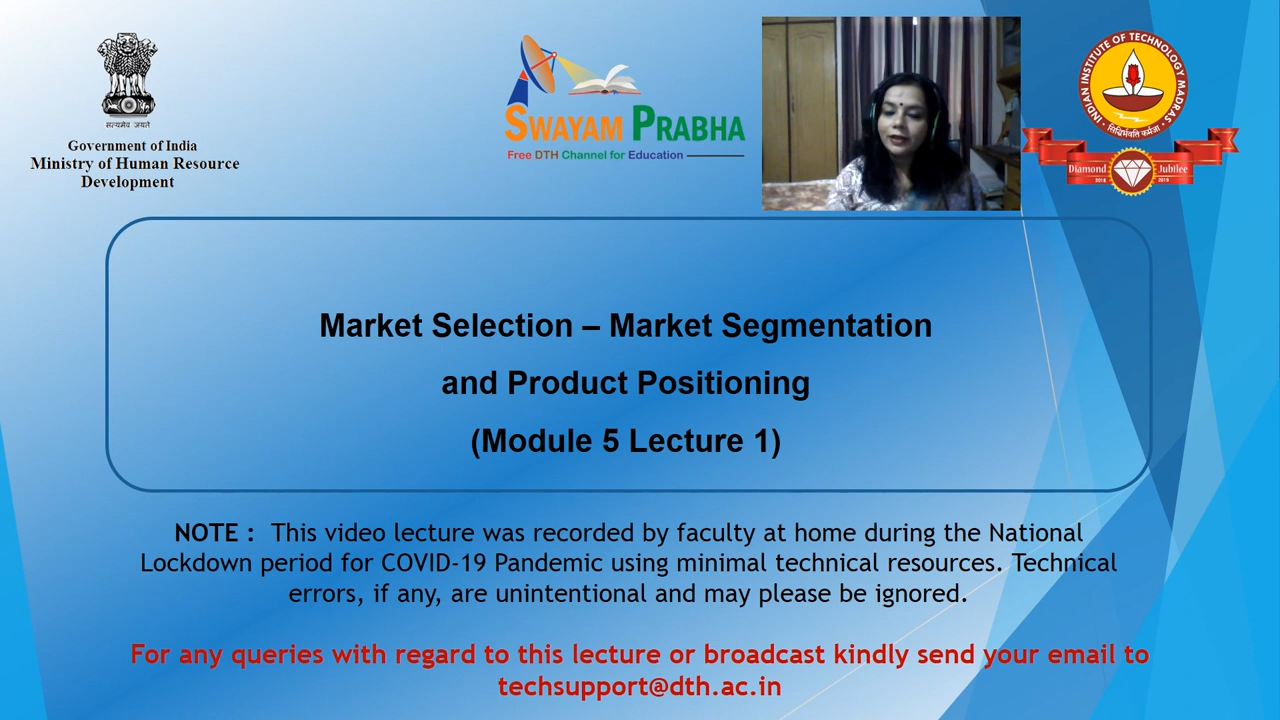 सत्यमेव जयते
Government of India
Ministry of Human Resource
Development
SWAYAM PRABHA
Free DTH Channel for Education
INDIAN INSTITUTE OF TECHNOLOGY MADRAS
सिद्धिर्भवति कर्मजा
Diamond Jubilee
2018 2019
Market Selection – Market Segmentation
and Product Positioning
(Module 5 Lecture 1)
NOTE : This video lecture was recorded by faculty at home during the National
Lockdown period for COVID-19 Pandemic using minimal technical resources. Technical
errors, if any, are unintentional and may please be ignored.
For any queries with regard to this lecture or broadcast kindly send your email to
techsupport@dth.ac.in